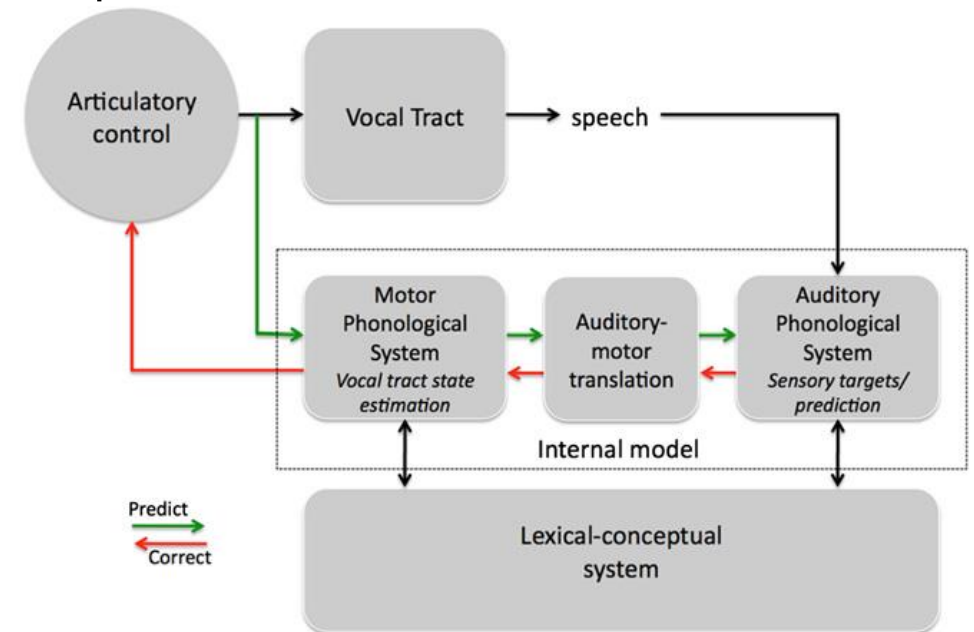 Articulatory
control
Vocal Tract
speech
Motor
Phonological
System
Vocal tract state
estimation
Auditory-
motor
translation
Auditory
Phonological
System
Sensory targets/
prediction
Internal model
Predict
Correct
Lexical-conceptual
system